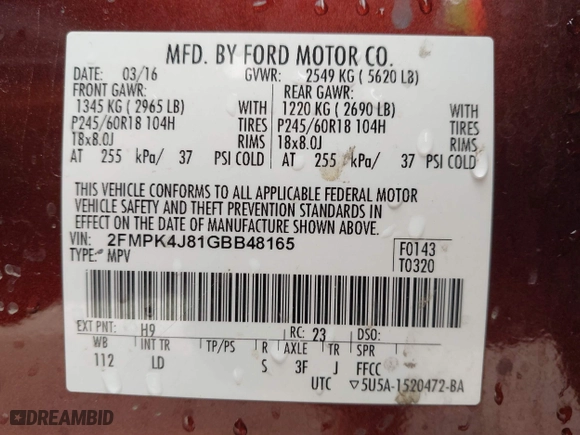 MFD. BY FORD MOTOR CO.
DATE: 03/16 GVWR: 2549 KG ( 5620 LB)
FRONT GAWR: REAR GAWR:
1345 KG ( 2965 LB) WITH 1220 KG ( 2690 LB) WITH
P245/60R18 104H TIRES P245/60R18 104H TIRES
18x8.0J RIMS 18x8.0J RIMS
AT 255 kPa/ 37 PSI COLD AT 255 kPa/ 37 PSI COLD
THIS VEHICLE CONFORMS TO ALL APPLICABLE FEDERAL MOTOR
VEHICLE SAFETY AND THEFT PREVENTION STANDARDS IN
EFFECT ON THE DATE OF MANUFACTURE SHOWN ABOVE.
VIN: 2FMPK4J81GBB48165 F0143
TYPE: MPV T0320
EXT PNT: H9 RC: 23 DSO:
WB INT TR TP/PS R AXLE TR SPR
112 LD S 3F J FFCC
UTC ▽5U5A-1520472-BA
©DREAMBID